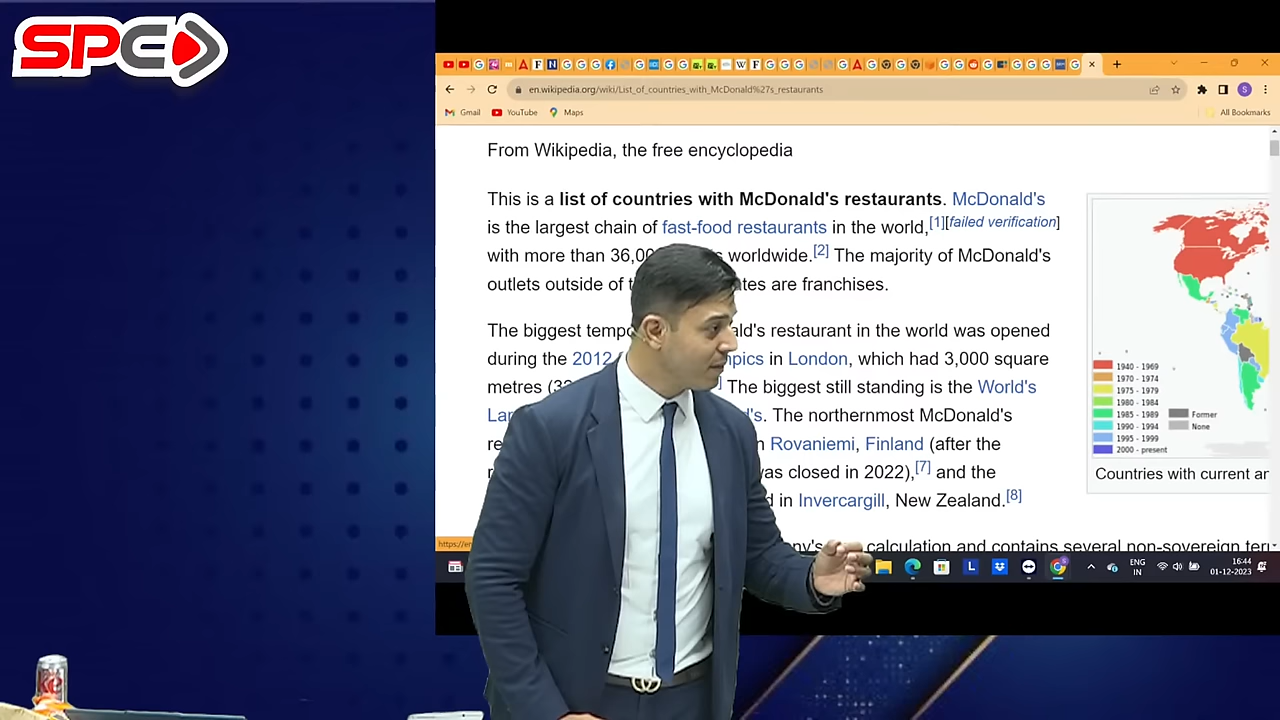 SPE
en.wikipedia.org/wiki/List_of_countries_with_McDonald%27s_restaurants
Gmail YouTube Maps All Bookmarks
From Wikipedia, the free encyclopedia
This is a list of countries with McDonald's restaurants. McDonald's
is the largest chain of fast-food restaurants in the world,[1][failed verification]
with more than 36,00 worldwide.[2] The majority of McDonald's
outlets outside of are franchises.
The biggest restaurant in the world was opened
during the 2012 in London, which had 3,000 square
metres The biggest still standing is the World's
The northernmost McDonald's
Rovaniemi, Finland (after the
was closed in 2022),[7] and the
in Invercargill, New Zealand.[8]
calculation and contains several non-sovereign
1940 - 1969
1970 - 1974
1975 - 1979
1980 - 1984
1985 - 1989 Former
1990 - 1994 None
1995 - 1999
2000 - present
Countries with current
ENG
IN
16:44
01-12-2023